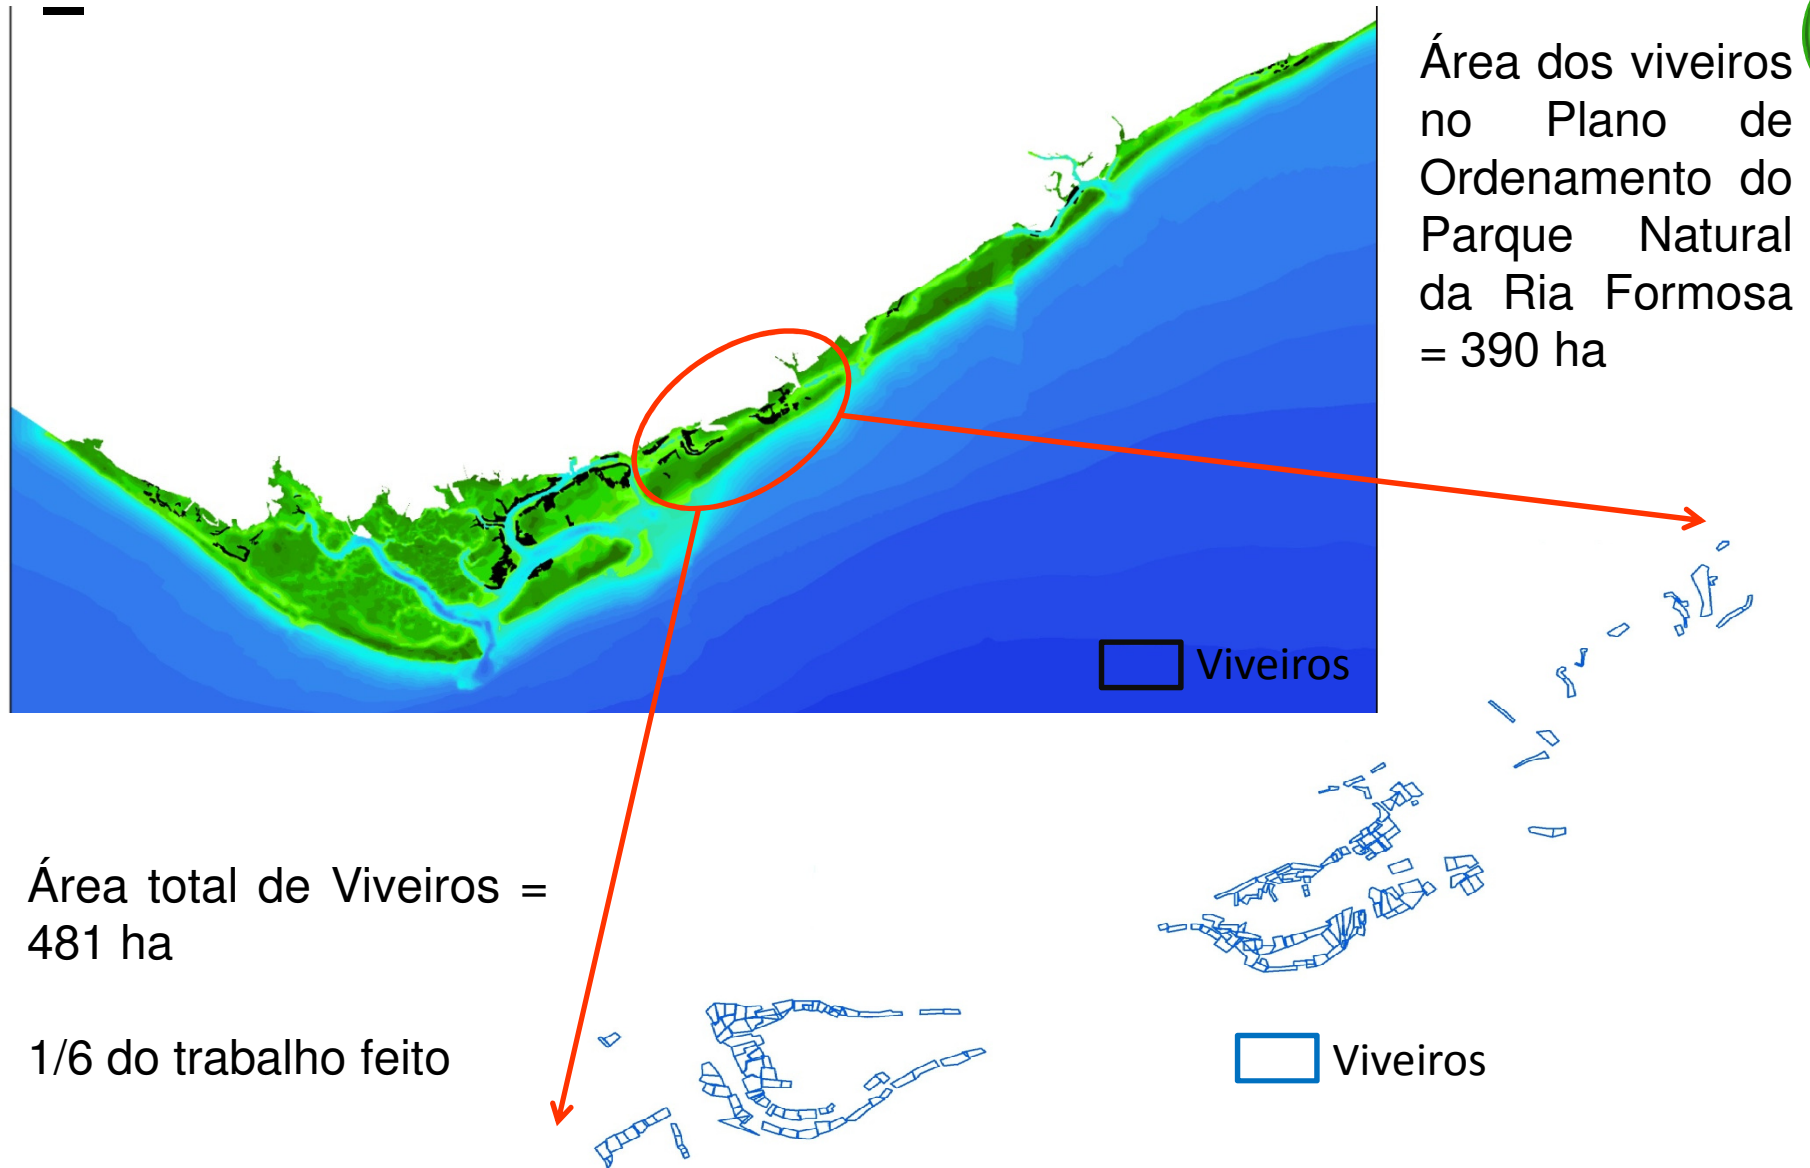 Área dos viveiros
no Plano de
Ordenamento do
Parque Natural
da Ria Formosa
= 390 ha
Viveiros
Área total de Viveiros =
481 ha
1/6 do trabalho feito
Viveiros